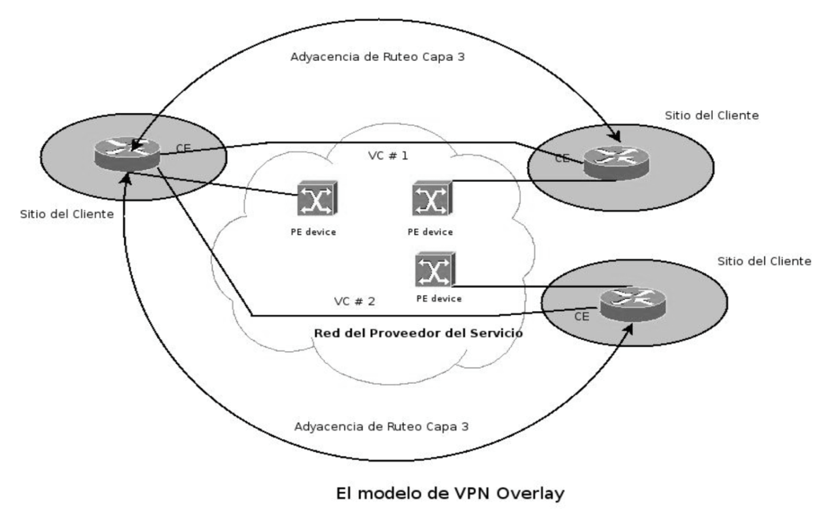 Adyacencia de Ruteo Capa 3
Sitio del Cliente
CE
VC # 1
CE
Sitio del Cliente
PE device
PE device
Sitio del Cliente
PE device
VC # 2
CE
Red del Proveedor del Servicio
Adyacencia de Ruteo Capa 3
El modelo de VPN Overlay